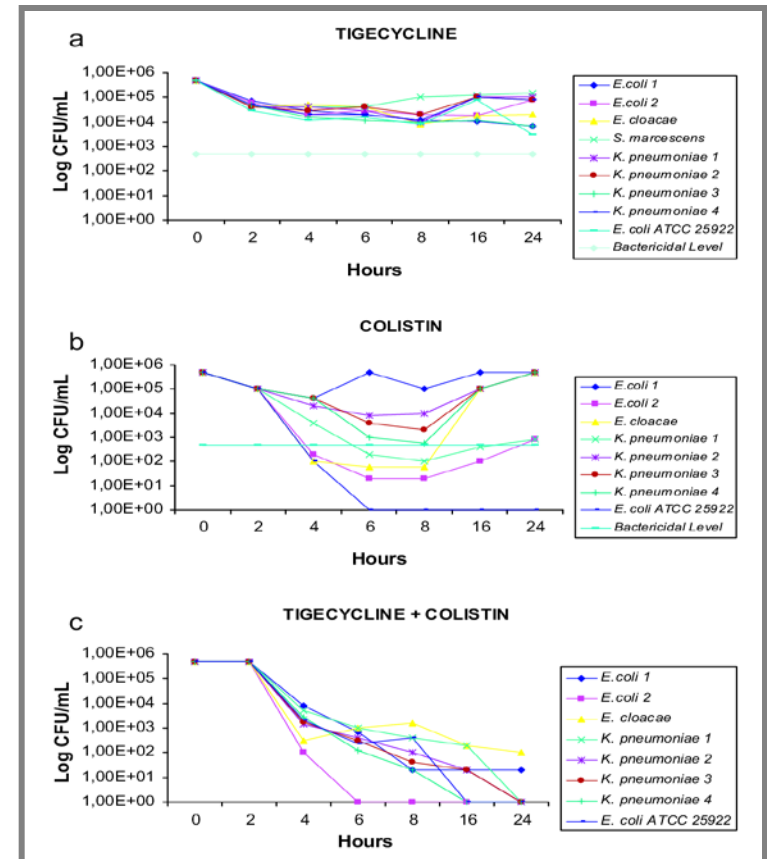 a
TIGECYCLINE
Log CFU/mL
1,00E+06
1,00E+05
1,00E+04
1,00E+03
1,00E+02
1,00E+01
1,00E+00
0 2 4 6 8 16 24
Hours
E.coli 1
E.coli 2
E. cloacae
S. marcescens
K. pneumoniae 1
K. pneumoniae 2
K. pneumoniae 3
K. pneumoniae 4
E. coli ATCC 25922
Bactericidal Level
b
COLISTIN
Log CFU/mL
1,00E+06
1,00E+05
1,00E+04
1,00E+03
1,00E+02
1,00E+01
1,00E+00
0 2 4 6 8 16 24
Hours
E.coli 1
E.coli 2
E. cloacae
K. pneumoniae 1
K. pneumoniae 2
K. pneumoniae 3
K. pneumoniae 4
E. coli ATCC 25922
Bactericidal Level
c
TIGECYCLINE + COLISTIN
Log CFU/mL
1,00E+06
1,00E+05
1,00E+04
1,00E+03
1,00E+02
1,00E+01
1,00E+00
0 2 4 6 8 16 24
Hours
E.coli 1
E.coli 2
E. cloacae
K. pneumoniae 1
K. pneumoniae 2
K. pneumoniae 3
K. pneumoniae 4
E. coli ATCC 25922